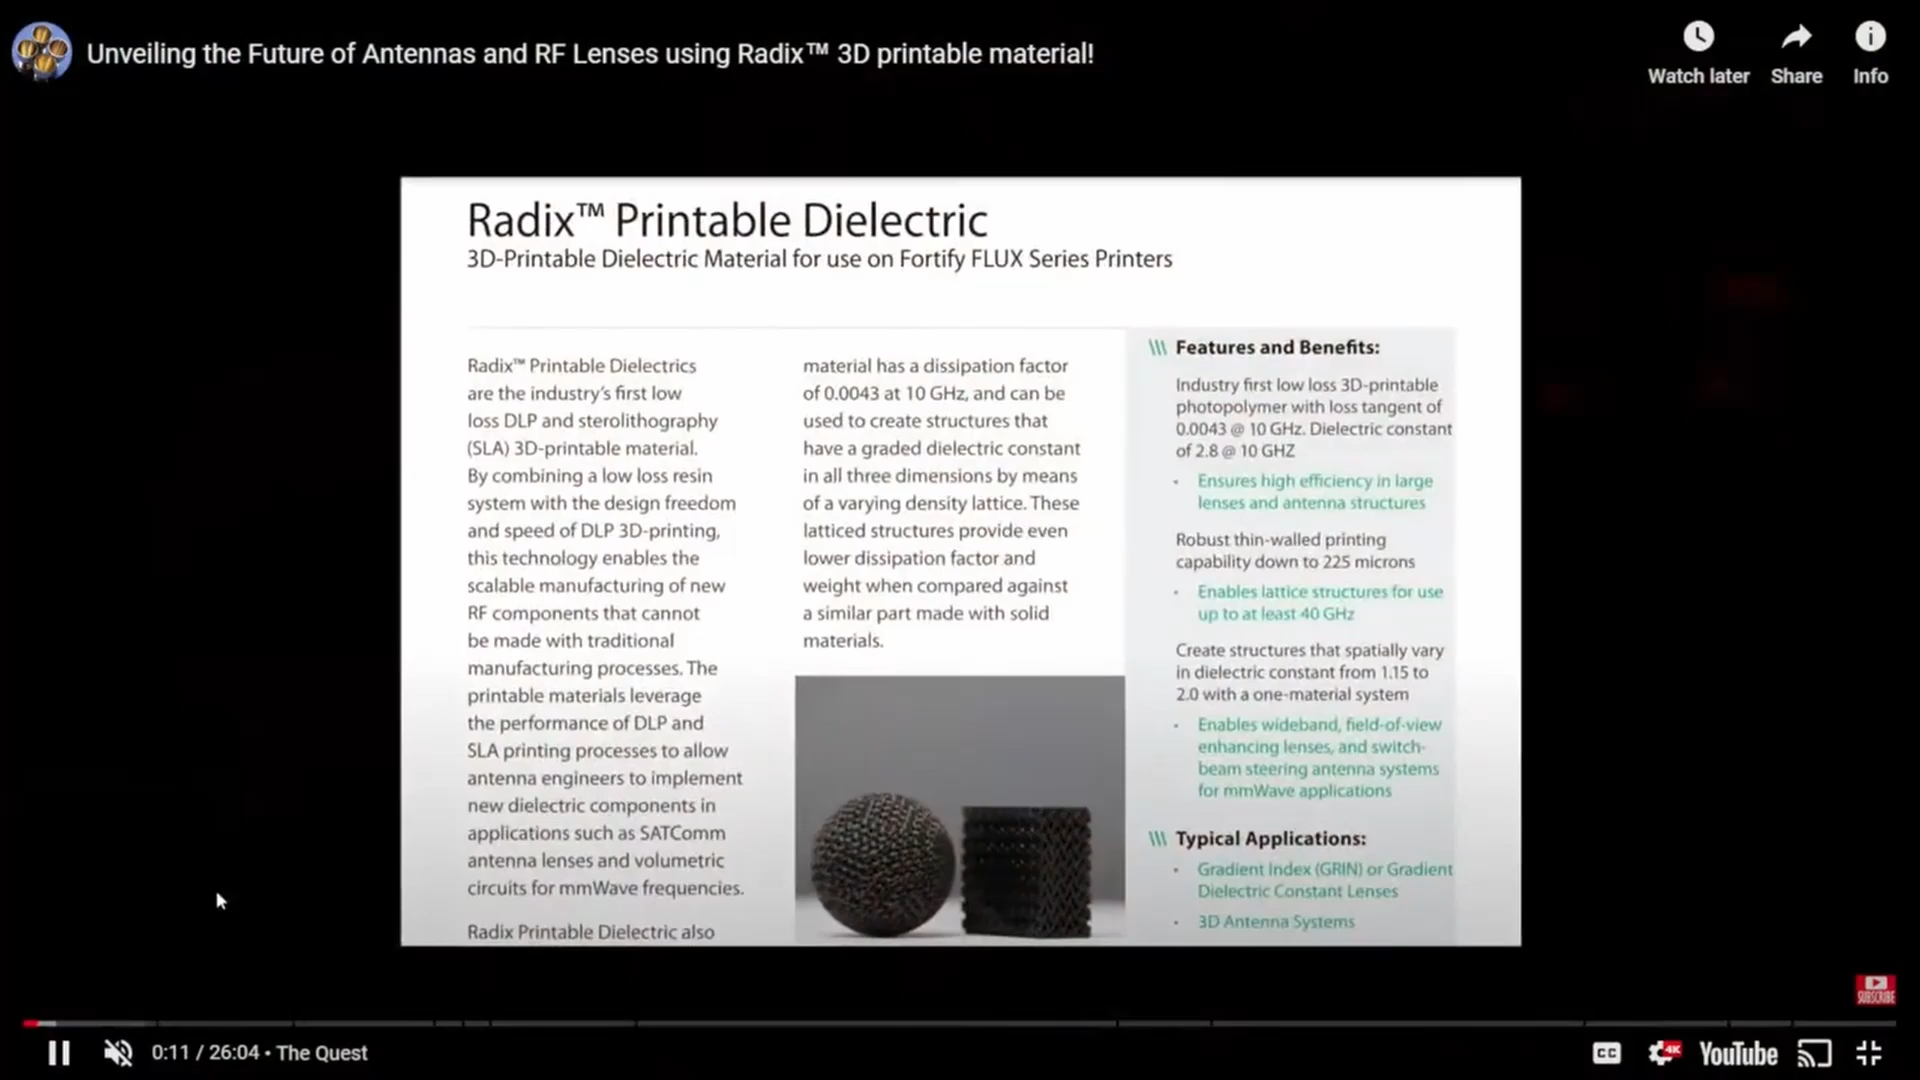 Unveiling the Future of Antennas and RF Lenses using Radix™ 3D printable material!
Watch later
Share
Info
Radix™ Printable Dielectric
3D-Printable Dielectric Material for use on Fortify FLUX Series Printers
Radix™ Printable Dielectrics
are the industry's first low
loss DLP and sterolithography
(SLA) 3D-printable material.
By combining a low loss resin
system with the design freedom
and speed of DLP 3D-printing,
this technology enables the
scalable manufacturing of new
RF components that cannot
be made with traditional
manufacturing processes. The
printable materials leverage
the performance of DLP and
SLA printing processes to allow
antenna engineers to implement
new dielectric components in
applications such as SATComm
antenna lenses and volumetric
circuits for mmWave frequencies.
Radix Printable Dielectric also
material has a dissipation factor
of 0.0043 at 10 GHz, and can be
used to create structures that
have a graded dielectric constant
in all three dimensions by means
of a varying density lattice. These
latticed structures provide even
lower dissipation factor and
weight when compared against
a similar part made with solid
materials.
\\\ Features and Benefits:
Industry first low loss 3D-printable
photopolymer with loss tangent of
0.0043 @ 10 GHz. Dielectric constant
of 2.8 @ 10 GHZ
• Ensures high efficiency in large
lenses and antenna structures
Robust thin-walled printing
capability down to 225 microns
• Enables lattice structures for use
up to at least 40 GHz
Create structures that spatially vary
in dielectric constant from 1.15 to
2.0 with a one-material system
• Enables wideband, field-of-view
enhancing lenses, and switch-
beam steering antenna systems
for mmWave applications
\\\ Typical Applications:
• Gradient Index (GRIN) or Gradient
Dielectric Constant Lenses
• 3D Antenna Systems
SUBSCRIBE
0:11 / 26:04 • The Quest
CC
4K
YouTube